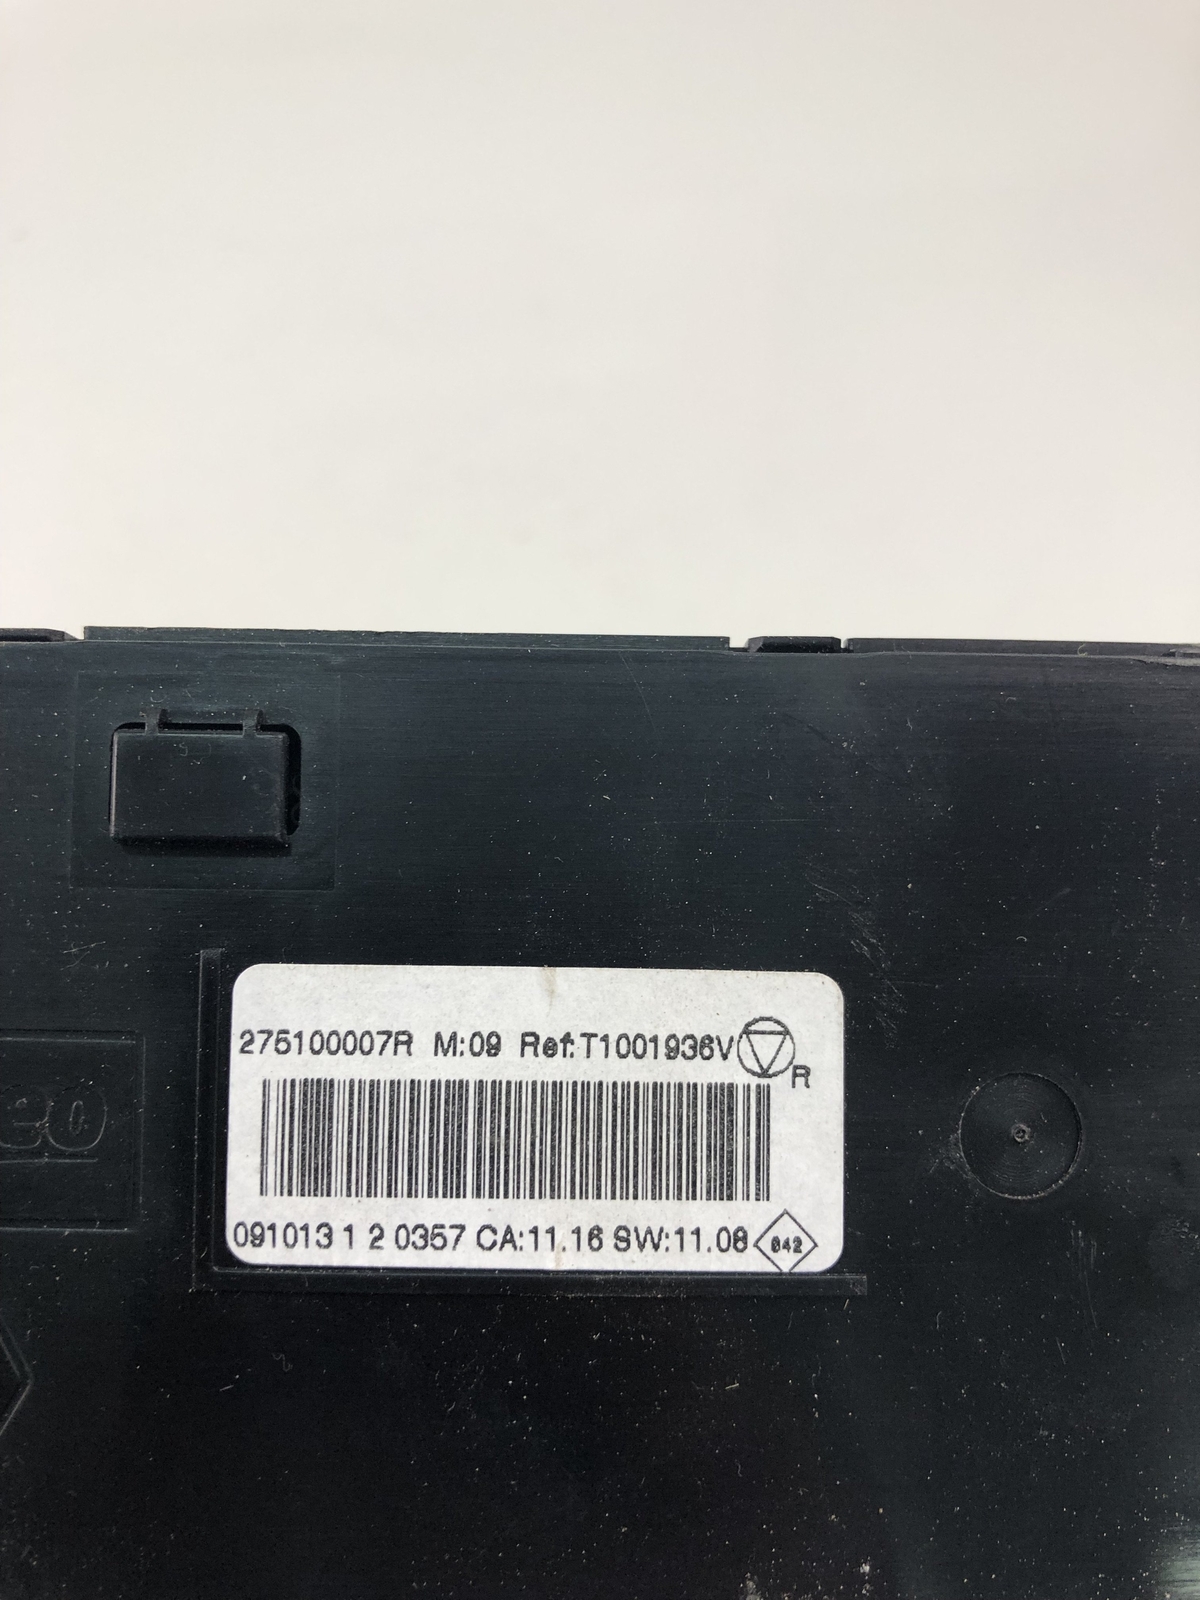 275100007R M:09 Ref:T1001936V
R
091013 1 2 0357 CA:11.16 SW:11.08
842